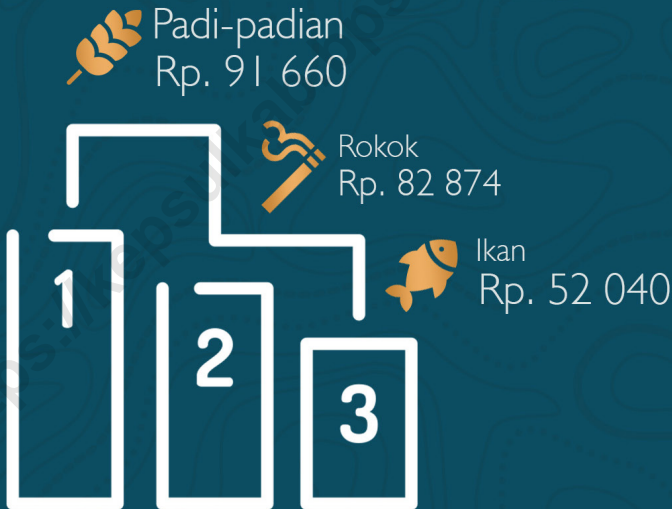 Padi-padian
Rp. 91 660
Rokok
Rp. 82 874
Ikan
Rp. 52 040
1
2
3